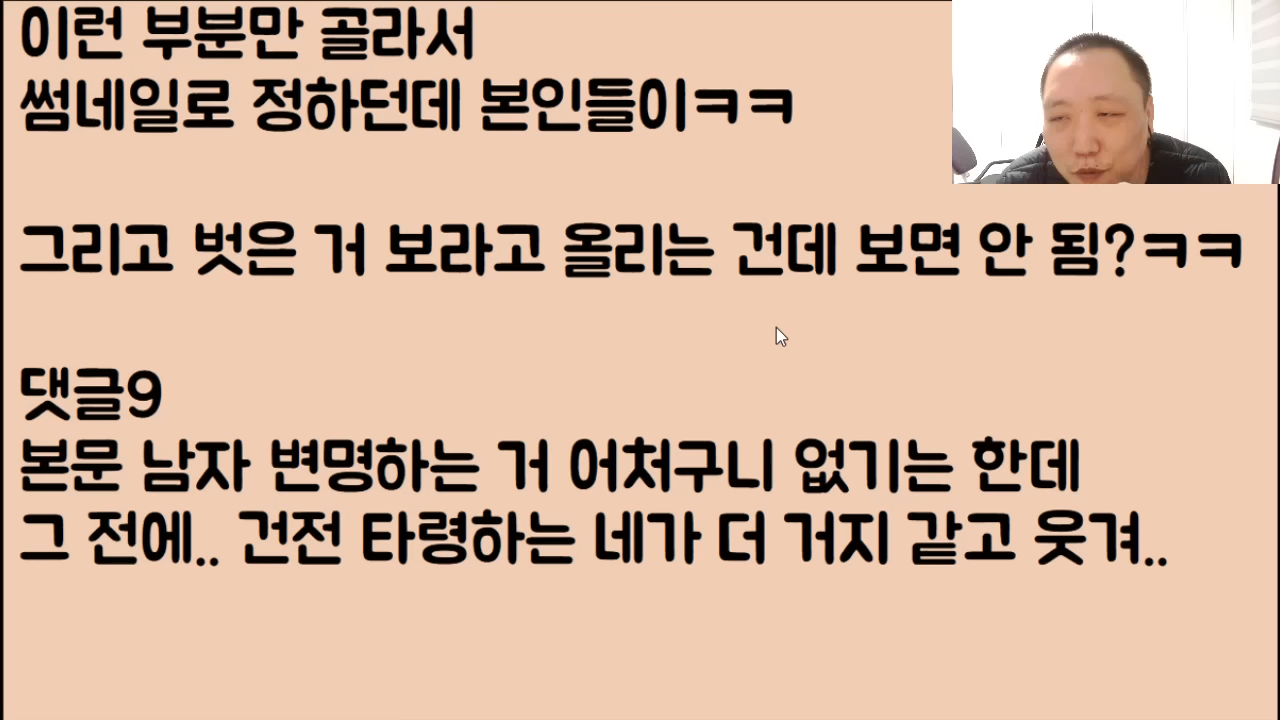 이런 부분만 골라서
썸네일로 정하던데 본인들이ㅋㅋ
그리고 벗은 거 보라고 올리는 건데 보면 안 됨?ㅋㅋ
댓글9
본문 남자 변명하는 거 어처구니 없기는 한데
그 전에.. 건전 타령하는 네가 더 거지 같고 웃겨..